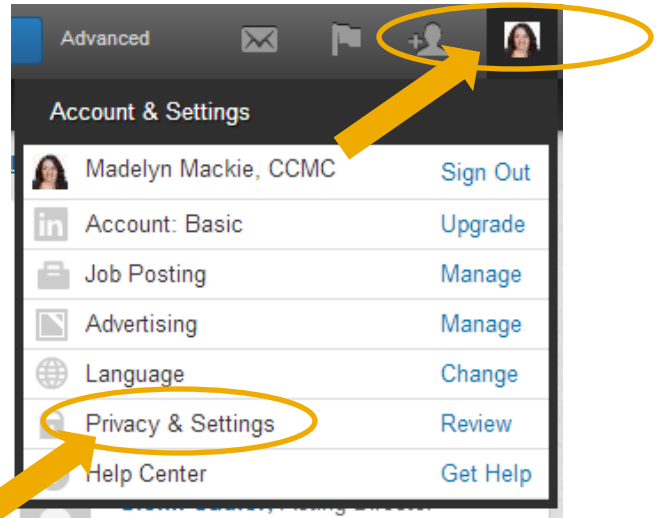 Advanced
Account & Settings
Madelyn Mackie, CCMC Sign Out
in Account: Basic Upgrade
Job Posting Manage
Advertising Manage
Language Change
Privacy & Settings Review
Help Center Get Help